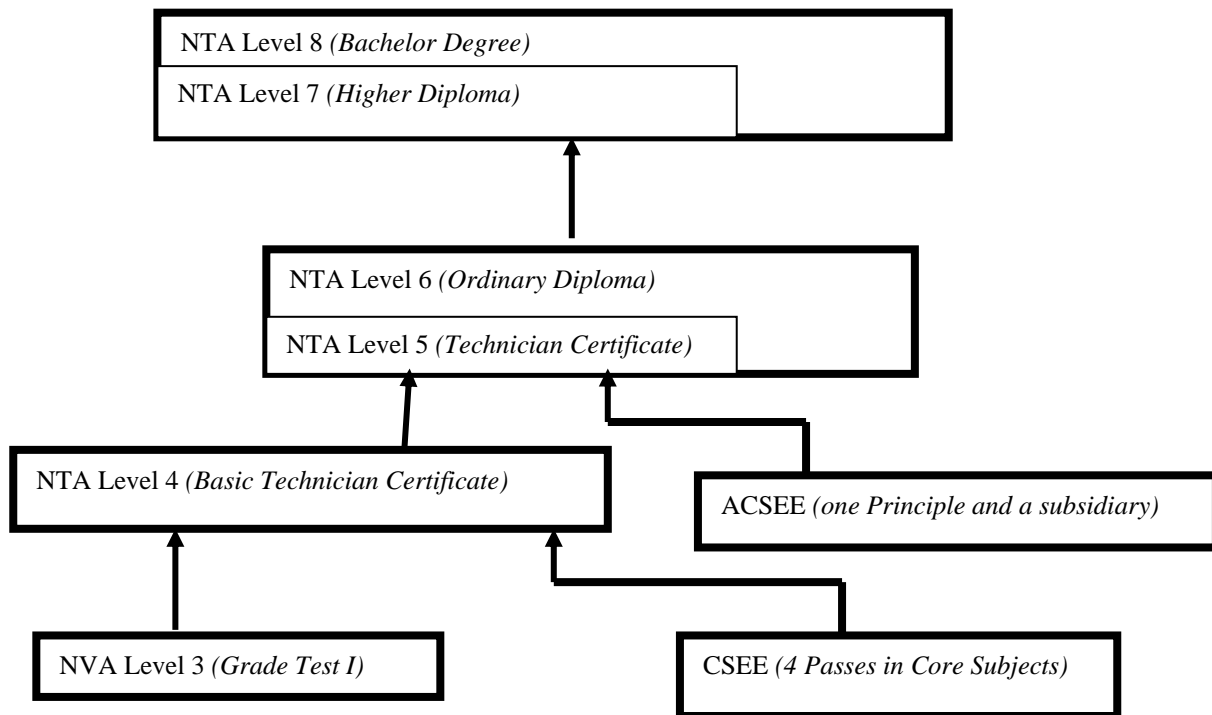 NTA Level 8 (Bachelor Degree)
NTA Level 7 (Higher Diploma)
NTA Level 6 (Ordinary Diploma)
NTA Level 5 (Technician Certificate)
NTA Level 4 (Basic Technician Certificate)
ACSEE (one Principle and a subsidiary)
NVA Level 3 (Grade Test I)
CSEE (4 Passes in Core Subjects)